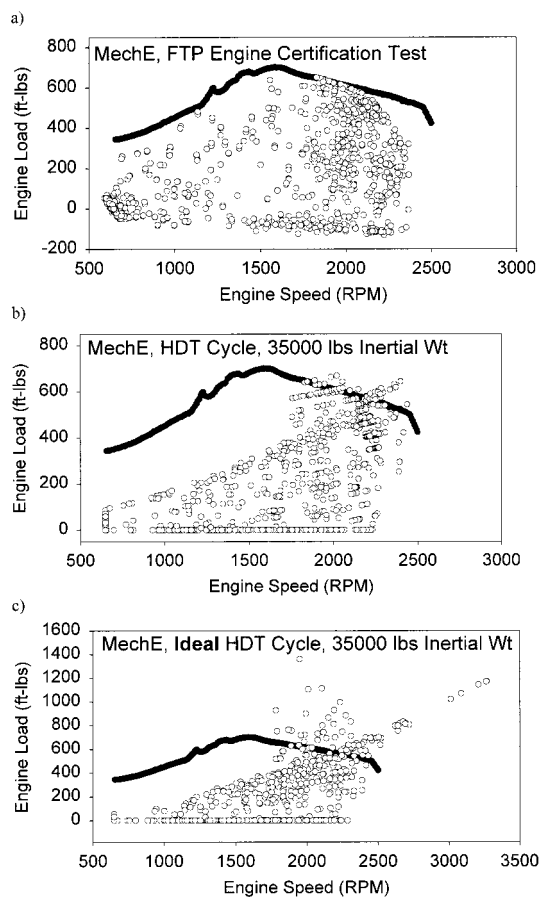 a)
MechE, FTP Engine Certification Test
Engine Load (ft-lbs)
800
600
400
200
0
-200
500 1000 1500 2000 2500 3000
Engine Speed (RPM)
b)
MechE, HDT Cycle, 35000 lbs Inertial Wt
Engine Load (ft-lbs)
800
600
400
200
0
500 1000 1500 2000 2500 3000
Engine Speed (RPM)
c)
MechE, Ideal HDT Cycle, 35000 lbs Inertial Wt
Engine Load (ft-lbs)
1600
1400
1200
1000
800
600
400
200
0
500 1000 1500 2000 2500 3000 3500
Engine Speed (RPM)